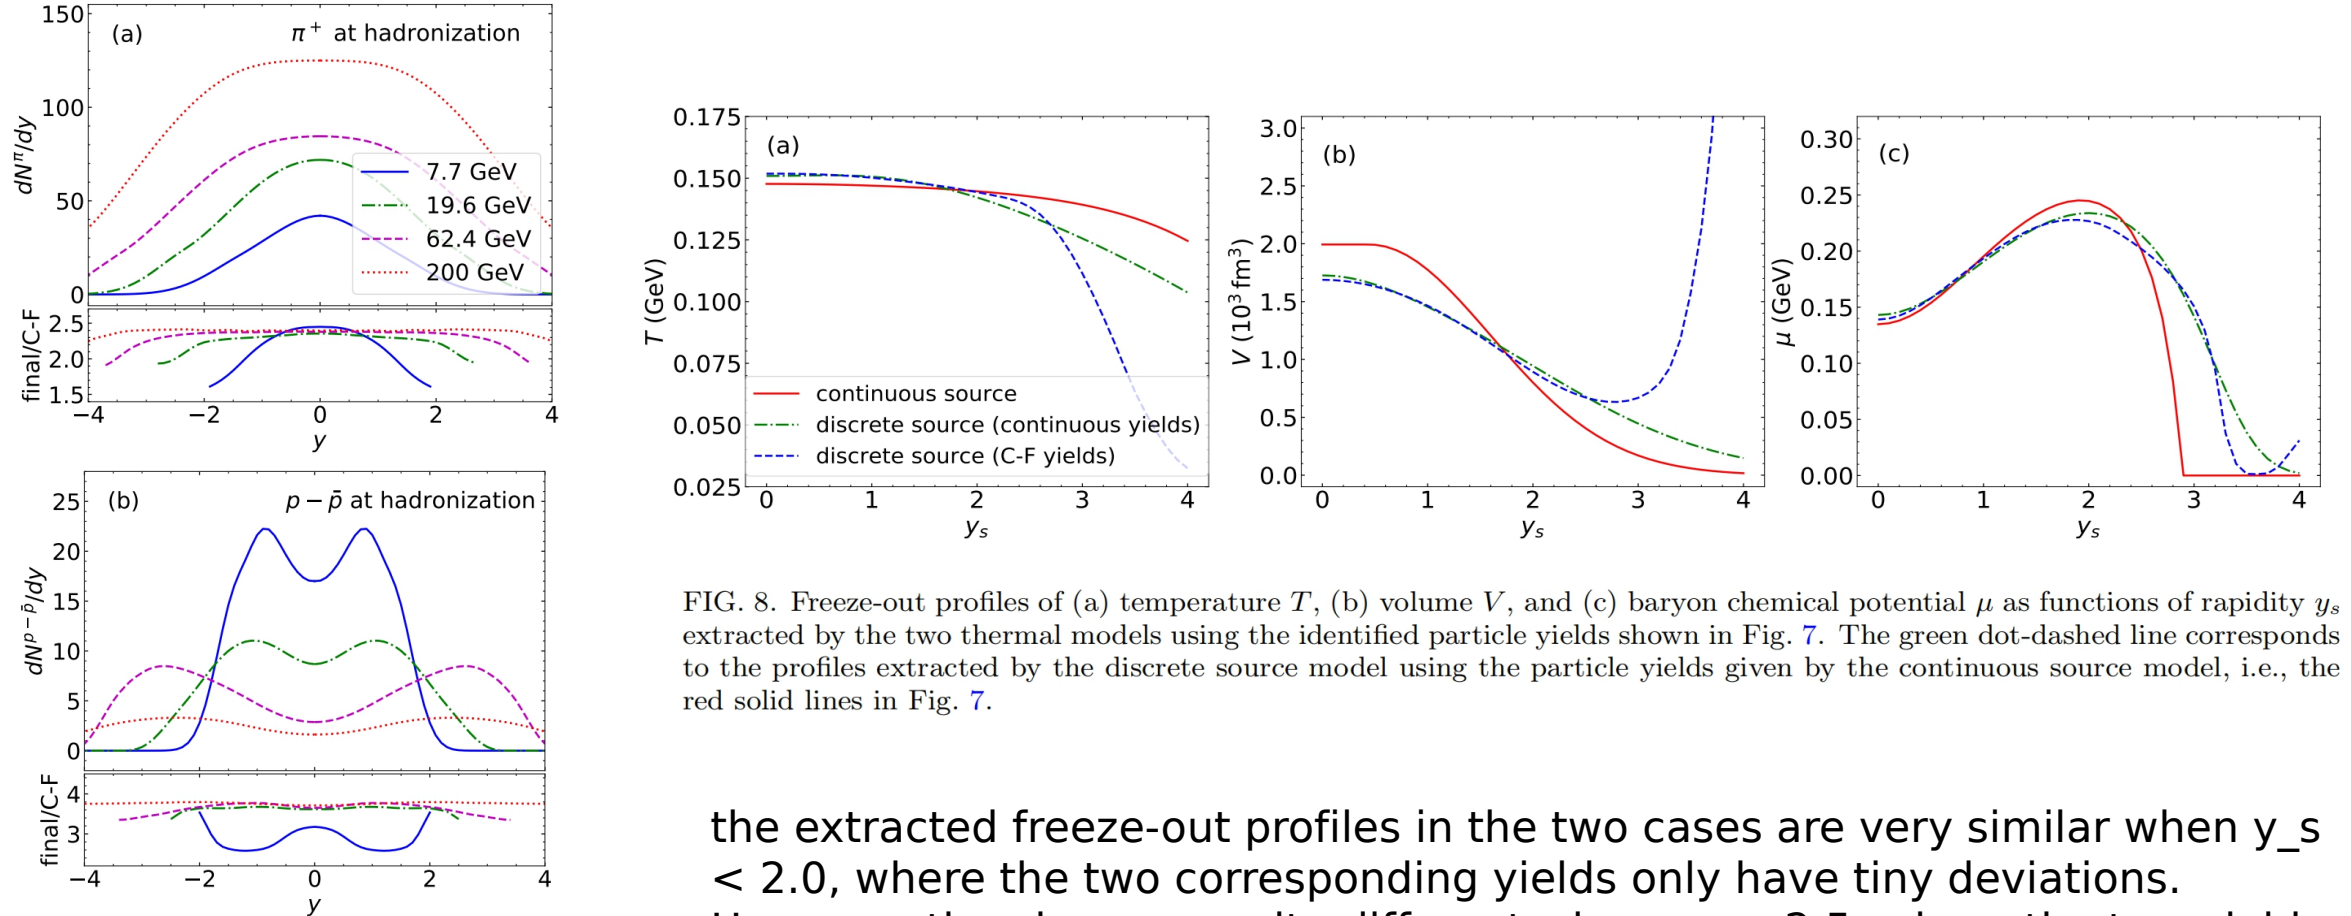 150
(a)
π⁺ at hadronization
100
50
0
dN^π/dy
7.7 GeV
19.6 GeV
62.4 GeV
200 GeV
2.5
2.0
1.5
final/C-F
−4 −2 0 2 4
y
(b)
p − p̄ at hadronization
25
20
15
10
5
0
dN^{p−p̄}/dy
4
3
final/C-F
−4 −2 0 2 4
y
(a)
0.175
0.150
0.125
0.100
0.075
0.050
0.025
T (GeV)
continuous source
discrete source (continuous yields)
discrete source (C-F yields)
0 1 2 3 4
y_s
(b)
3.0
2.5
2.0
1.5
1.0
0.5
0.0
V (10³ fm³)
0 1 2 3 4
y_s
(c)
0.30
0.25
0.20
0.15
0.10
0.05
0.00
μ (GeV)
0 1 2 3 4
y_s
FIG. 8. Freeze-out profiles of (a) temperature T, (b) volume V, and (c) baryon chemical potential μ as functions of rapidity y_s
extracted by the two thermal models using the identified particle yields shown in Fig. 7. The green dot-dashed line corresponds
to the profiles extracted by the discrete source model using the particle yields given by the continuous source model, i.e., the
red solid lines in Fig. 7.
the extracted freeze-out profiles in the two cases are very similar when y_s
< 2.0, where the two corresponding yields only have tiny deviations.